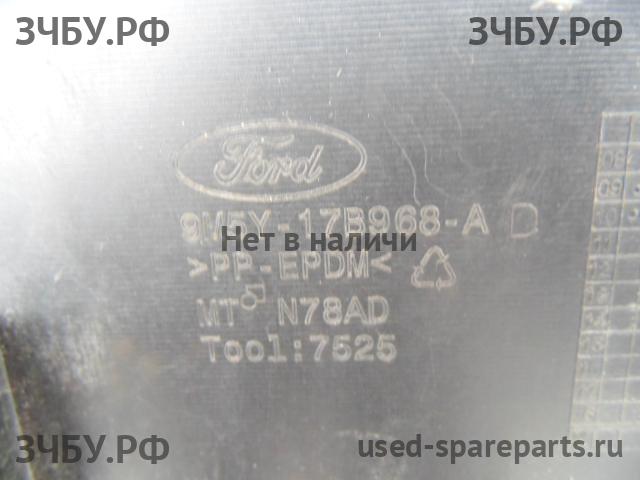 ЗЧБУ.РФ ЗЧБУ.РФ
Ford
9M5Y-17B968-A D
Нет в наличи
>PP-EPDM<
MT N78AD
Tool:7525
ЗЧБУ.РФ used-spareparts.ru